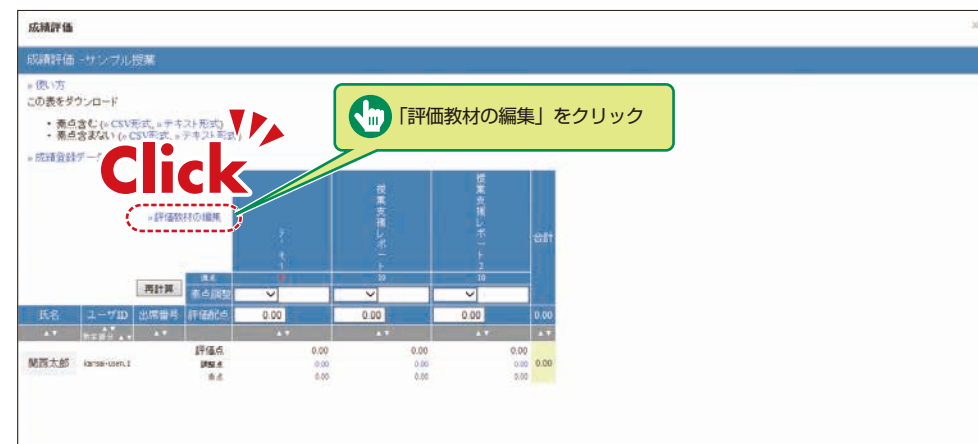 成績評価
成績評価 -サンプル授業
» 使い方
この表をダウンロード
• 素点含む (» CSV形式, » テキスト形式)
• 素点含まない (» CSV形式, » テキスト形式)
「評価教材の編集」をクリック
» 成績登録データ
Click
» 評価教材の編集
授業支援レポート
授業支援レポート2
合計
満点
10
10
再計算
素点調整
氏名 ユーザID 出席番号 評価配点 0.00 0.00 0.00 0.00
▲▼ ▲▼ ▲▼ ▲▼ ▲▼ ▲▼ ▲▼
関西太郎 評価点 0.00 0.00 0.00 0.00
調整点 0.00 0.00 0.00
素点 0.00 0.00 0.00